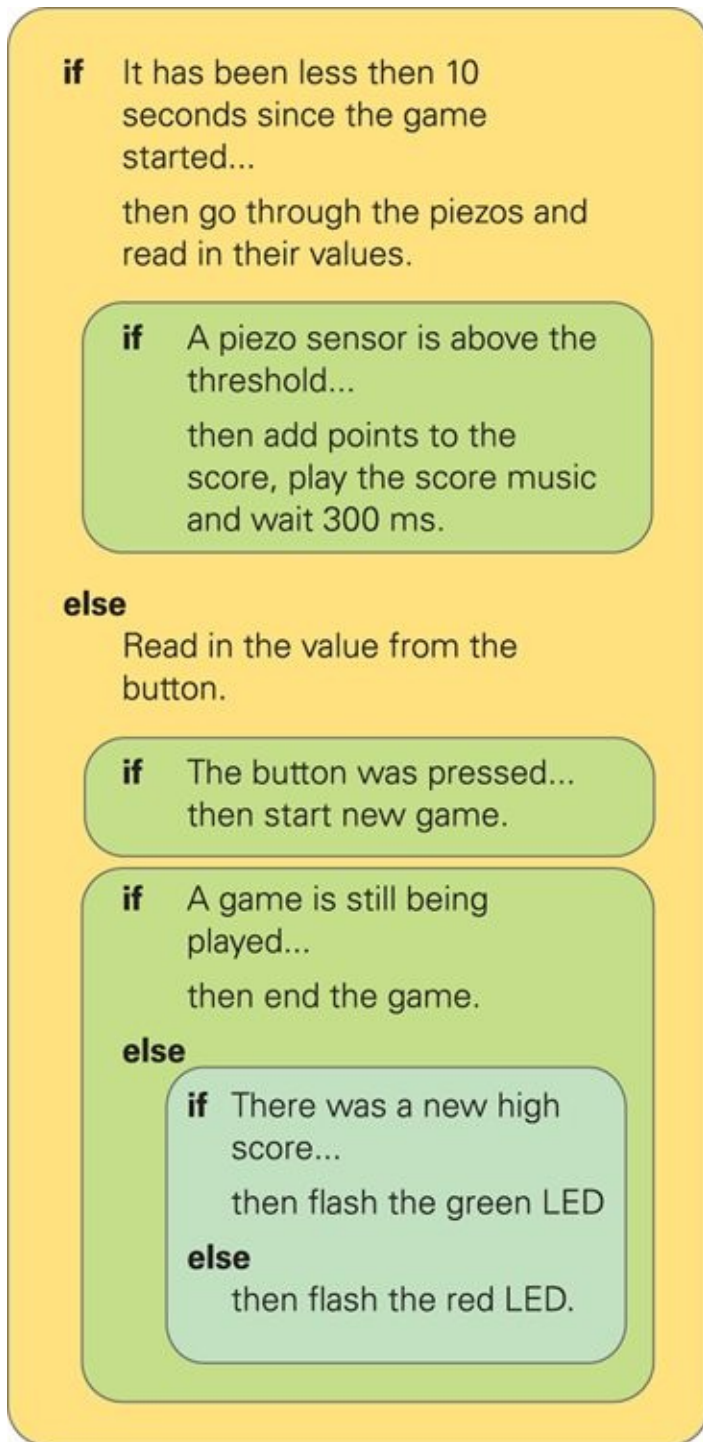 if It has been less then 10
seconds since the game
started...
then go through the piezos and
read in their values.
if A piezo sensor is above the
threshold...
then add points to the
score, play the score music
and wait 300 ms.
else
Read in the value from the
button.
if The button was pressed...
then start new game.
if A game is still being
played...
then end the game.
else
if There was a new high
score...
then flash the green LED
else
then flash the red LED.